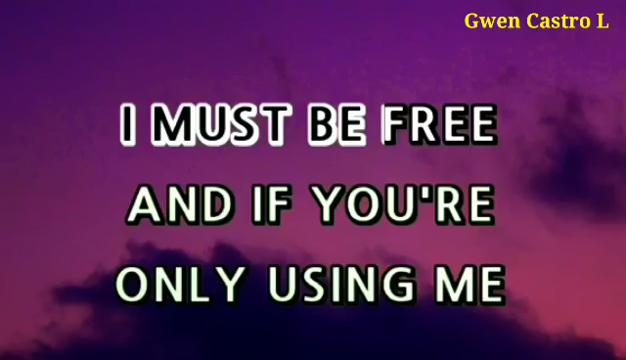 Gwen Castro L
I MUST BE FREE
AND IF YOU'RE
ONLY USING ME